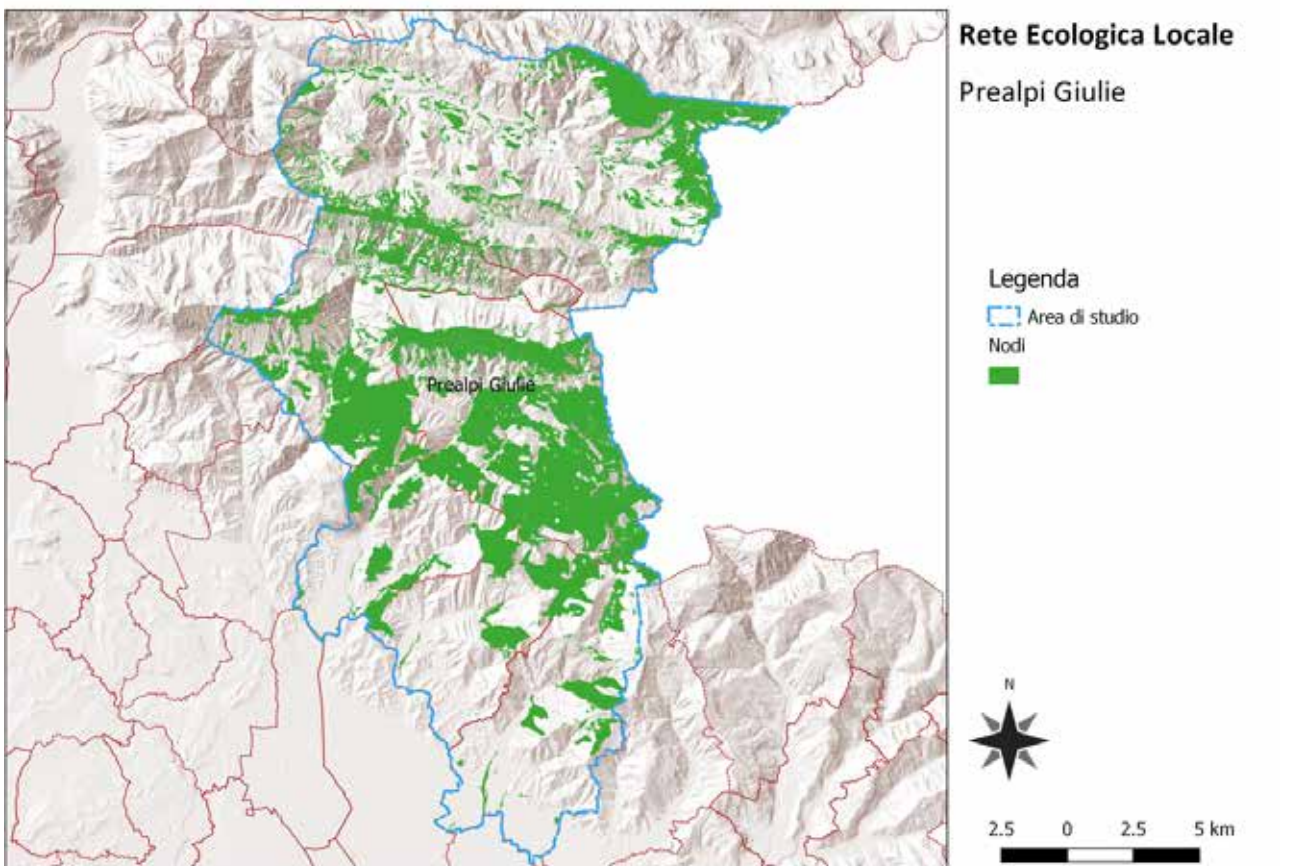 Rete Ecologica Locale
Prealpi Giulie
Legenda
Area di studio
Nodi
Prealpi Giulie
N
2.5 0 2.5 5 km